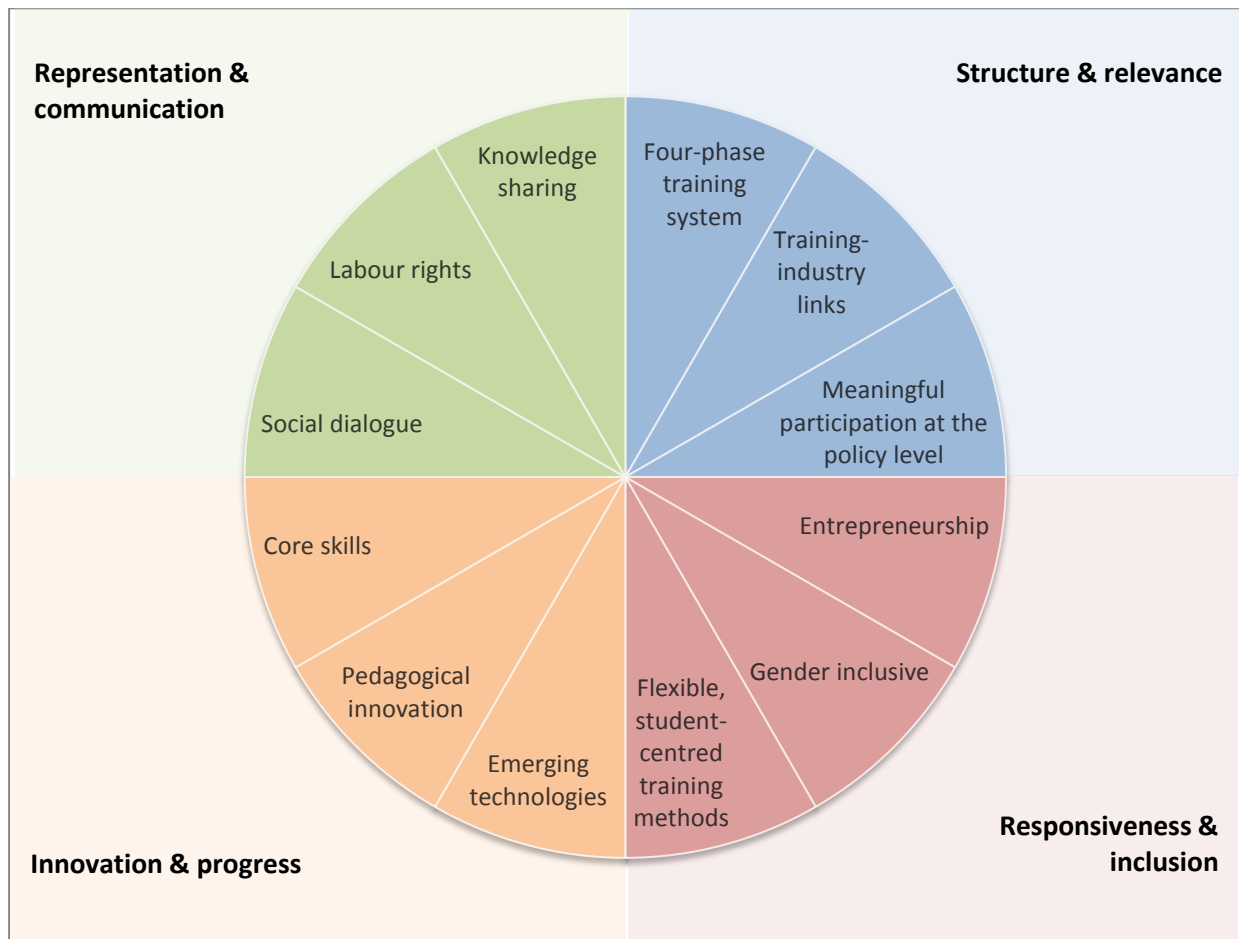 Representation &
communication
Structure & relevance
Knowledge
sharing
Four-phase
training
system
Labour rights
Training-
industry
links
Social dialogue
Meaningful
participation at the
policy level
Core skills
Entrepreneurship
Pedagogical
innovation
Gender inclusive
Emerging
technologies
Flexible,
student-
centred
training
methods
Innovation & progress
Responsiveness &
inclusion